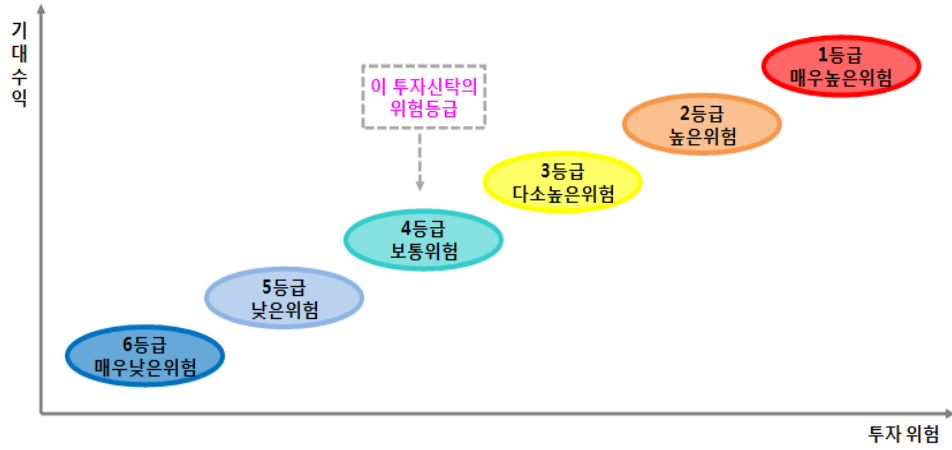 기대수익
1등급
매우높은위험
이 투자신탁의
위험등급
2등급
높은위험
3등급
다소높은위험
4등급
보통위험
5등급
낮은위험
6등급
매우낮은위험
투자 위험